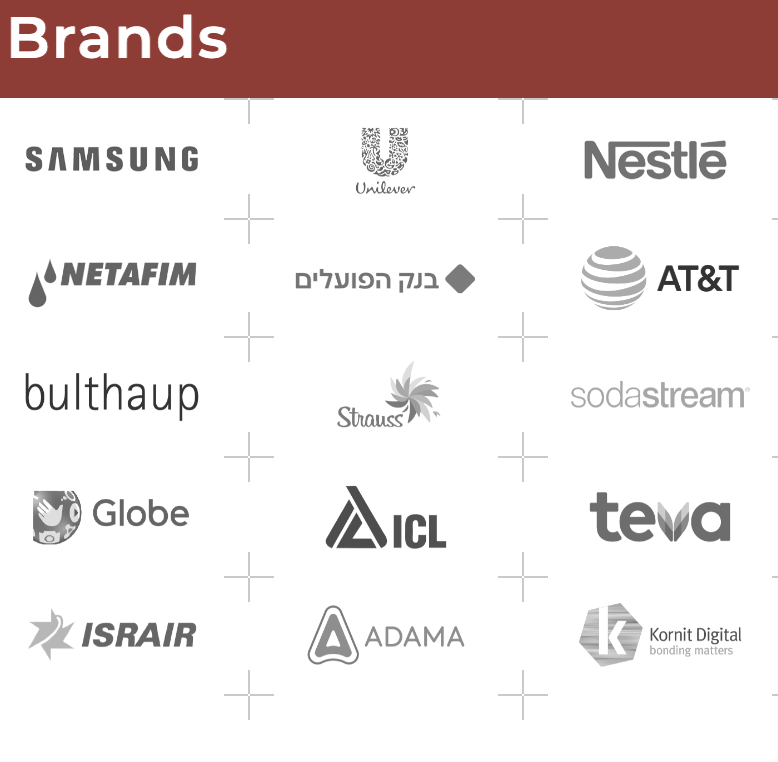 Brands
SAMSUNG
Unilever
Nestlé
NETAFIM
בנק הפועלים
AT&T
bulthaup
Strauss
sodastream®
Globe
ICL
teva
ISRAIR
ADAMA
Kornit Digital
bonding matters